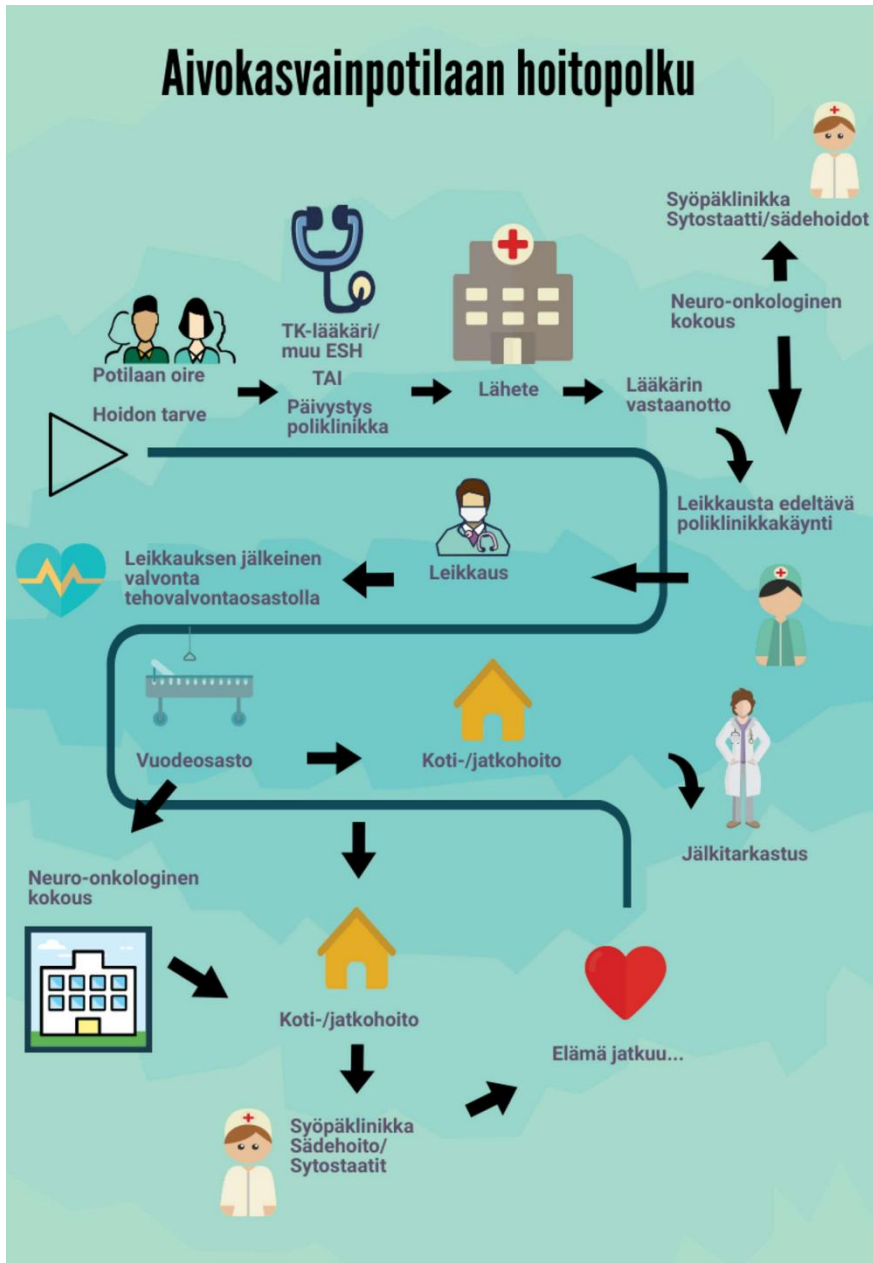 Aivokasvainpotilaan hoitopolku
Potilaan oire
Hoidon tarve
TK-lääkäri/
muu ESH
TAI
Päivystys
poliklinikka
Lähete
Lääkärin
vastaanotto
Neuro-onkologinen
kokous
Syöpäklinikka
Sytostaatti/sädehoidot
Leikkausta edeltävä
poliklinikkakäynti
Leikkaus
Leikkauksen jälkeinen
valvonta
tehovalvontaosastolla
Vuodeosasto
Koti-/jatkohoito
Jälkitarkastus
Neuro-onkologinen
kokous
Koti-/jatkohoito
Syöpäklinikka
Sädehoito/
Sytostaatit
Elämä jatkuu...